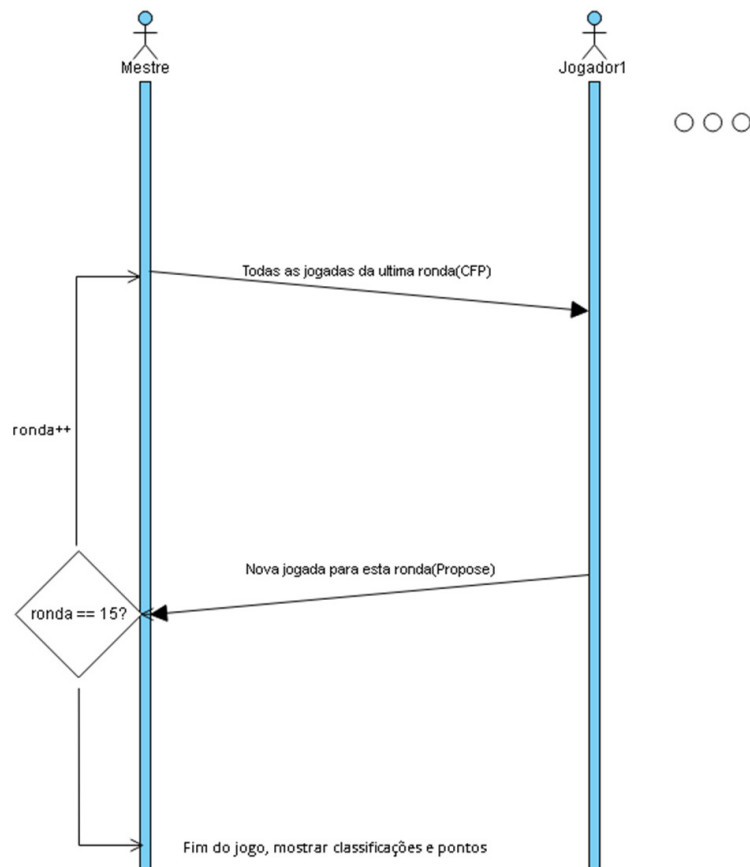 Mestre
Jogador1
Todas as jogadas da ultima ronda(CFP)
ronda++
Nova jogada para esta ronda(Propose)
ronda == 15?
Fim do jogo, mostrar classificações e pontos